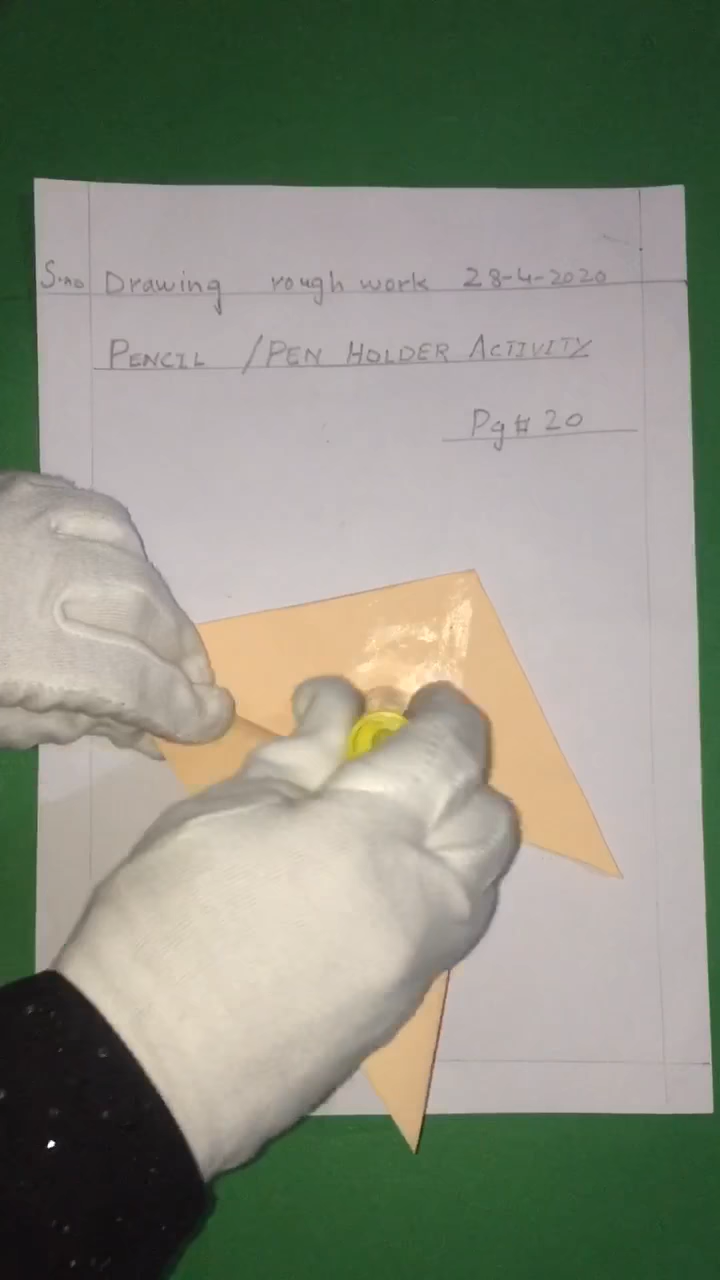 S.no Drawing rough work 28-4-2020
PENCIL /PEN HOLDER ACTIVITY
Pg # 20